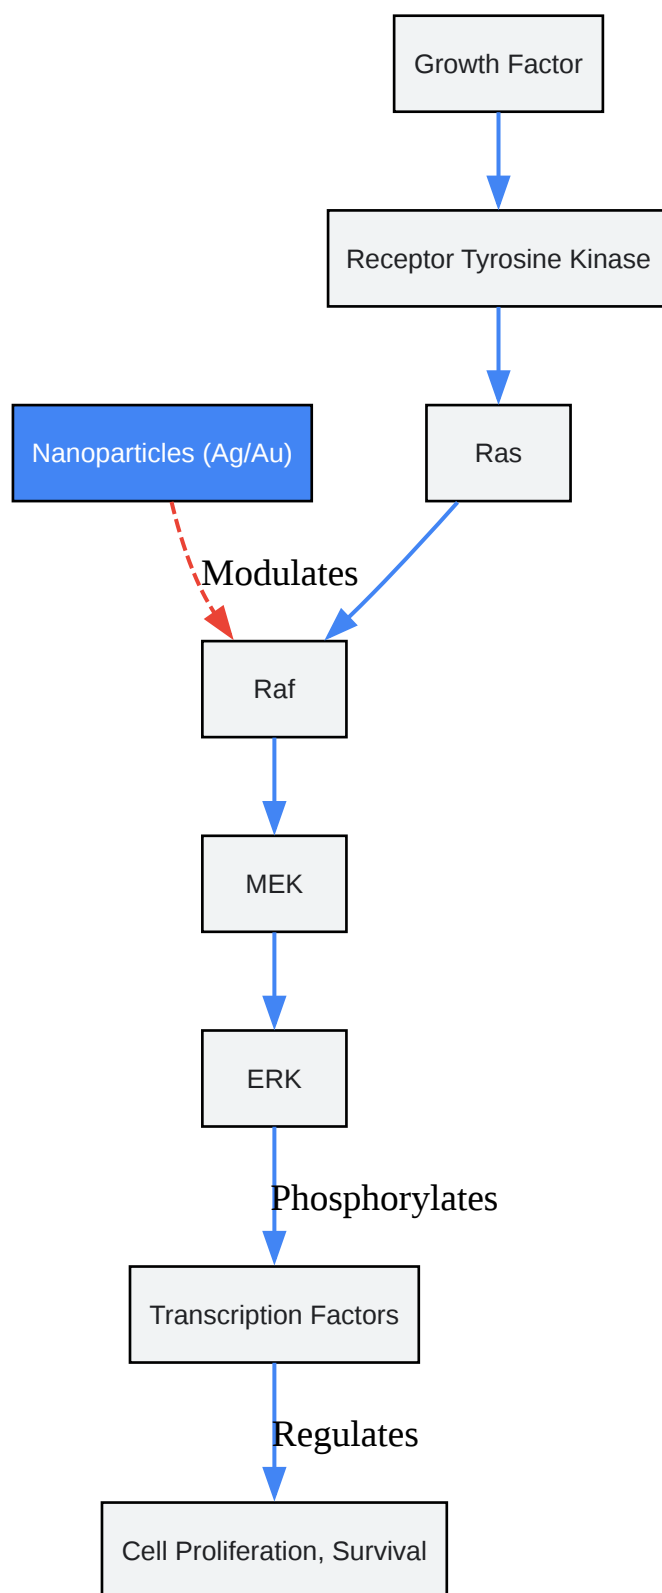 Growth Factor
Receptor Tyrosine Kinase
Nanoparticles (Ag/Au)
Ras
Modulates
Raf
MEK
ERK
Phosphorylates
Transcription Factors
Regulates
Cell Proliferation, Survival